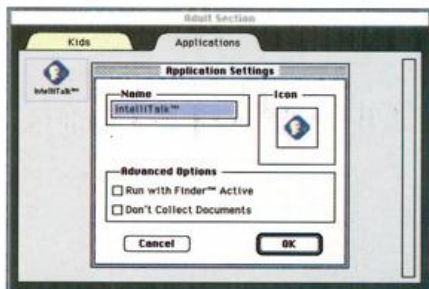 Adult Section
Kids
Applications
IntelliTalk™
Application Settings
Name
IntelliTalk™
Icon
Advanced Options
Run with Finder™ Active
Don't Collect Documents
Cancel
OK